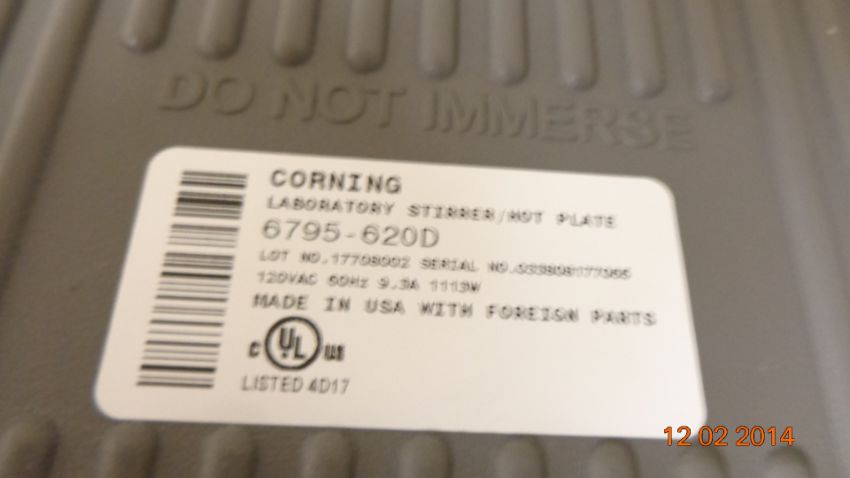 DO NOT IMMERSE
CORNING
LABORATORY STIRRER/HOT PLATE
6795-620D
LOT NO.17708002 SERIAL NO.
120VAC 60Hz 9.3A 1113W
MADE IN USA WITH FOREIGN PARTS
C UL US
LISTED 4D17
12 02 2014